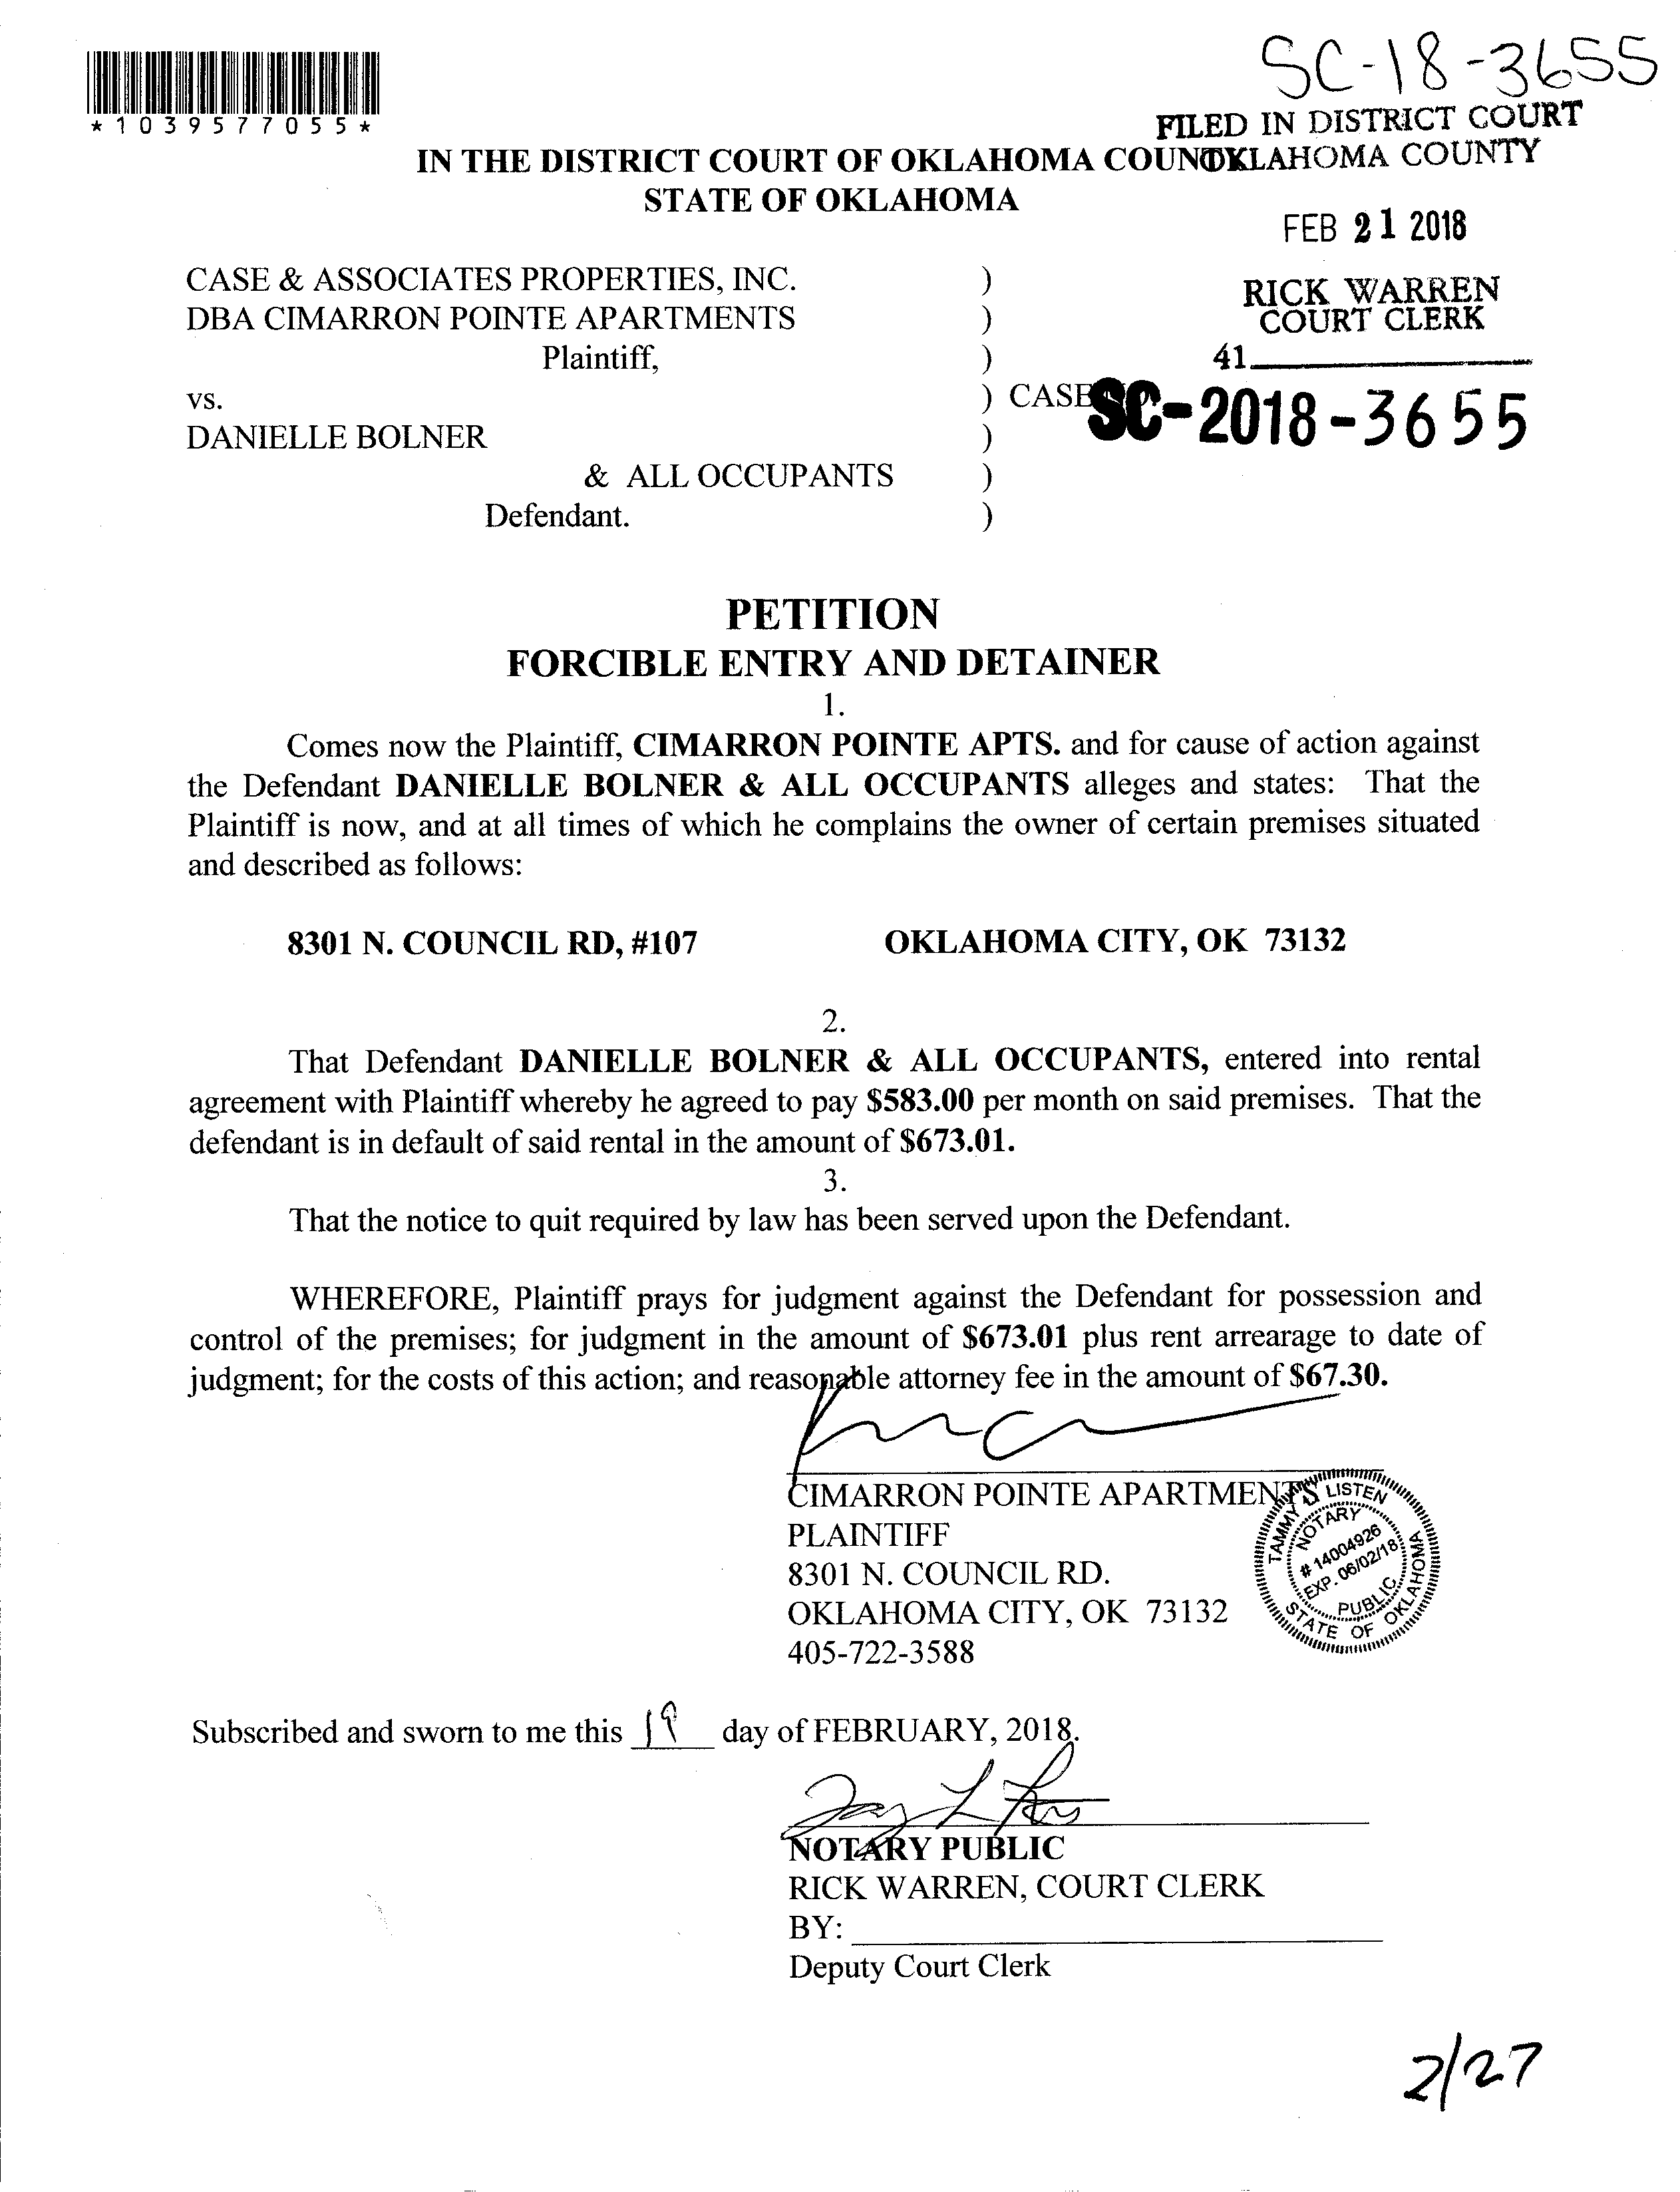 SC-18-3655
*1039577055*
FILED IN DISTRICT COURT
OKLAHOMA COUNTY
IN THE DISTRICT COURT OF OKLAHOMA
STATE OF OKLAHOMA
FEB 21 2018
CASE & ASSOCIATES PROPERTIES, INC. )
DBA CIMARRON POINTE APARTMENTS )
Plaintiff, )
RICK WARREN
COURT CLERK
41
vs. ) CASE
SC-2018-3655
DANIELLE BOLNER )
& ALL OCCUPANTS )
Defendant. )
PETITION
FORCIBLE ENTRY AND DETAINER
1.
Comes now the Plaintiff, CIMARRON POINTE APTS. and for cause of action against
the Defendant DANIELLE BOLNER & ALL OCCUPANTS alleges and states: That the
Plaintiff is now, and at all times of which he complains the owner of certain premises situated
and described as follows:
8301 N. COUNCIL RD, #107 OKLAHOMA CITY, OK 73132
2.
That Defendant DANIELLE BOLNER & ALL OCCUPANTS, entered into rental
agreement with Plaintiff whereby he agreed to pay $583.00 per month on said premises. That the
defendant is in default of said rental in the amount of $673.01.
3.
That the notice to quit required by law has been served upon the Defendant.
WHEREFORE, Plaintiff prays for judgment against the Defendant for possession and
control of the premises; for judgment in the amount of $673.01 plus rent arrearage to date of
judgment; for the costs of this action; and reasonable attorney fee in the amount of $67.30.
CIMARRON POINTE APARTMENTS
PLAINTIFF
8301 N. COUNCIL RD.
OKLAHOMA CITY, OK 73132
405-722-3588
TAMMY LISTEN
NOTARY
# 14004926
EXP. 06/02/18
PUBLIC
STATE OF OKLAHOMA
Subscribed and sworn to me this 19 day of FEBRUARY, 2018.
NOTARY PUBLIC
RICK WARREN, COURT CLERK
BY:
Deputy Court Clerk
2/27